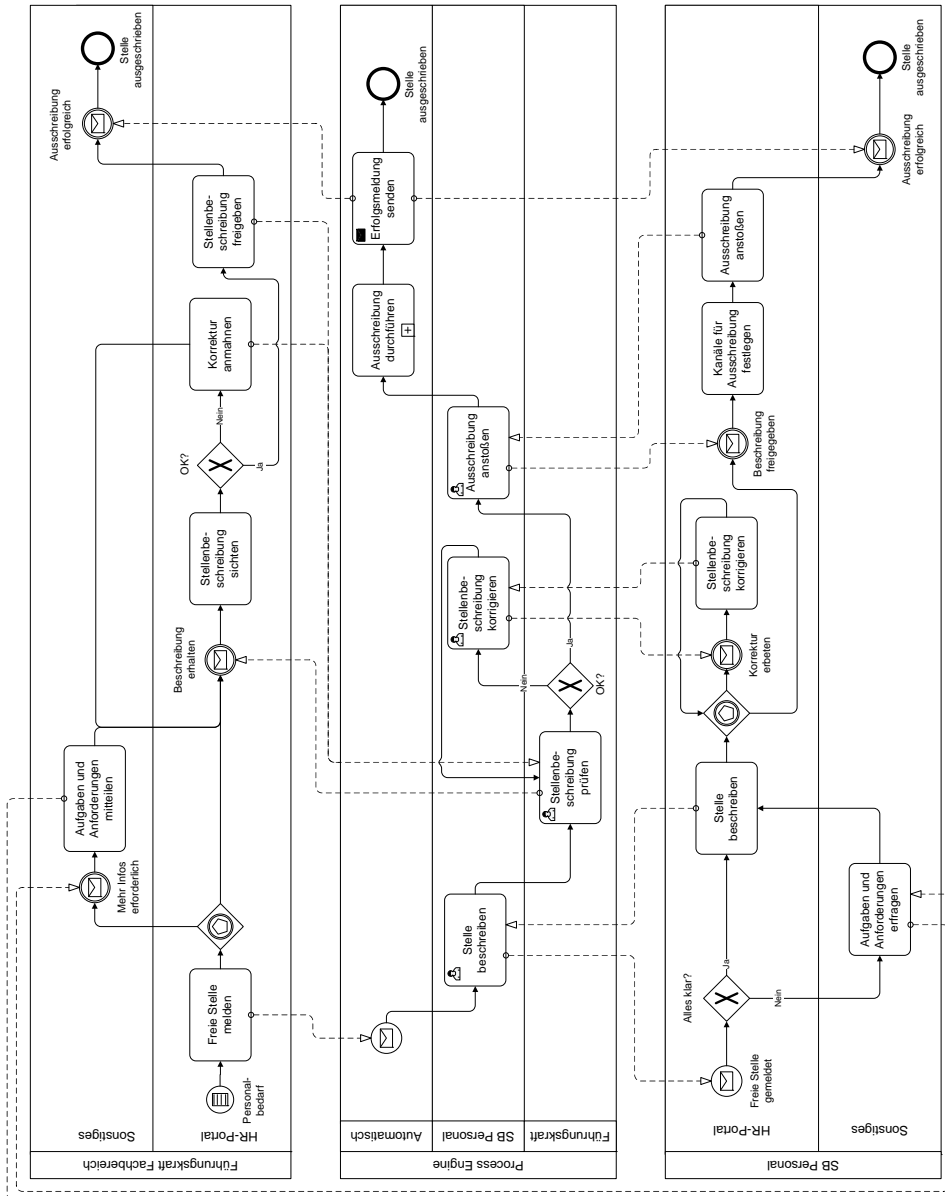 Führungskraft Fachbereich
Sonstiges
HR-Portal
Personal-
bedarf
Freie Stelle
melden
Mehr Infos
erforderlich
Aufgaben und
Anforderungen
mitteilen
Beschreibung
erhalten
Stellenbe-
schreibung
sichten
OK?
Nein
Ja
Korrektur
anmahnen
Stellenbe-
schreibung
freigeben
Ausschreibung
erfolgreich
Stelle
ausgeschrieben
Process Engine
Automatisch
SB Personal
Führungskraft
Stelle
beschreiben
Stellenbe-
schreibung
prüfen
OK?
Nein
Ja
Stellenbe-
schreibung
korrigieren
Ausschreibung
anstoßen
Ausschreibung
durchführen
Erfolgsmeldung
senden
Stelle
ausgeschrieben
SB Personal
HR-Portal
Sonstiges
Freie Stelle
gemeldet
Alles klar?
Ja
Nein
Aufgaben und
Anforderungen
erfragen
Stelle
beschreiben
Korrektur
erbeten
Stellenbe-
schreibung
korrigieren
Beschreibung
freigegeben
Kanäle für
Ausschreibung
festlegen
Ausschreibung
anstoßen
Ausschreibung
erfolgreich
Stelle
ausgeschrieben